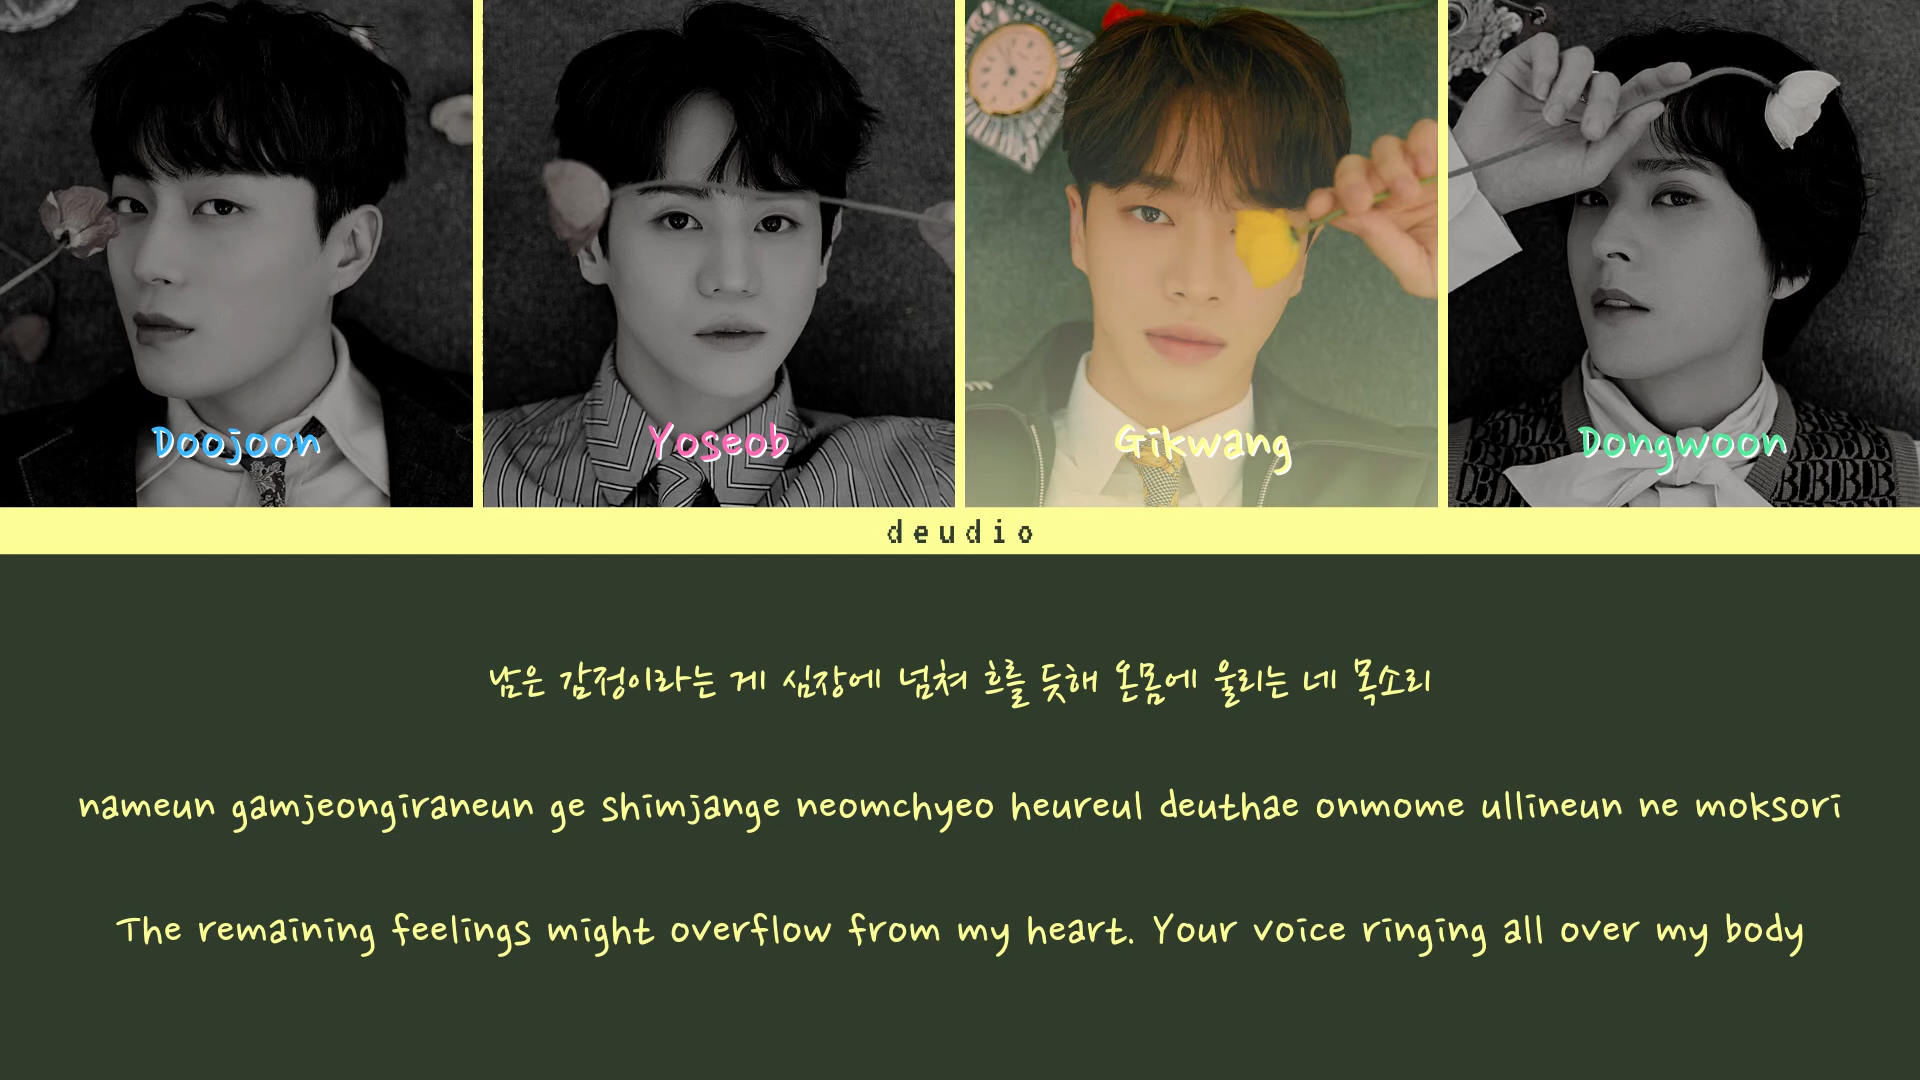 Doojoon
Yoseob
Gikwang
Dongwoon
deudio
남은 감정이라는 게 심장에 넘쳐 흐를 듯해 온몸에 울리는 네 목소리
nameun gamjeongiraneun ge shimjange neomchyeo heureul deuthae onmome ullineun ne moksori
The remaining feelings might overflow from my heart. Your voice ringing all over my body